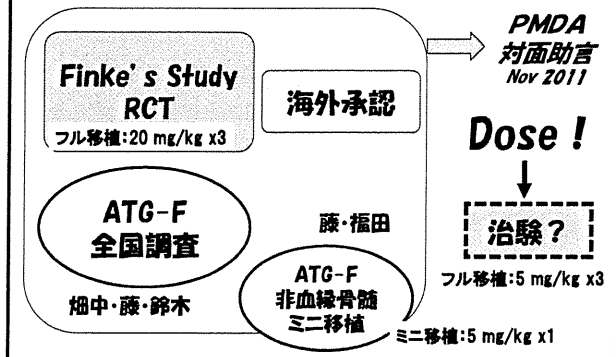 Finke's Study
RCT
フル移植:20 mg/kg x3
海外承認
PMDA
対面助言
Nov 2011
Dose !
治験？
フル移植:5 mg/kg x3
ATG-F
全国調査
畑中・藤・鈴木
藤・福田
ATG-F
非血縁骨髄
ミニ移植
ミニ移植:5 mg/kg x1